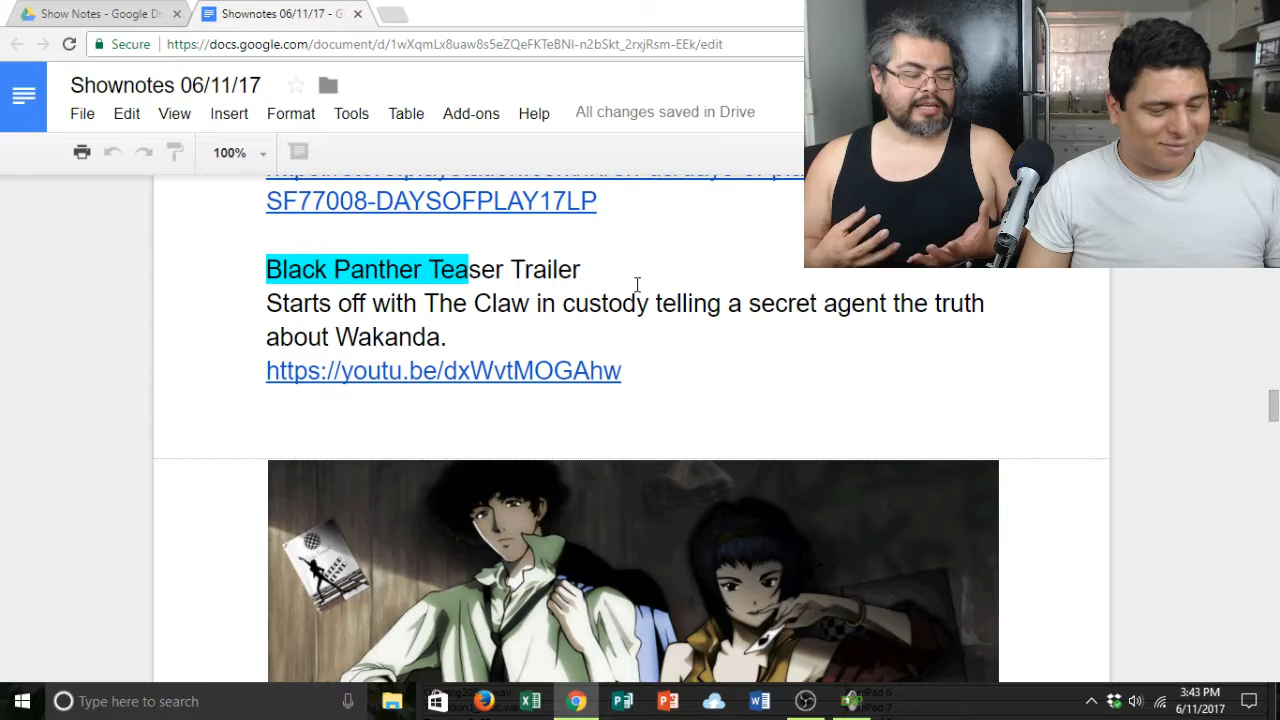 Show Notes - Google Dr
Shownotes 06/11/17 - G
Secure
https://docs.google.com/document/d/1wXqmLx8uaw8s5eZQeFKTeBNl-n2bSkt_2rxjRsm-EEk/edit
Shownotes 06/11/17
File Edit View Insert Format Tools Table Add-ons Help All changes saved in Drive
100%
SF77008-DAYSOFPLAY17LP
Black Panther Teaser Trailer
Starts off with The Claw in custody telling a secret agent the truth
about Wakanda.
https://youtu.be/dxWvtMOGAhw
Type here to search
3:43 PM
6/11/2017